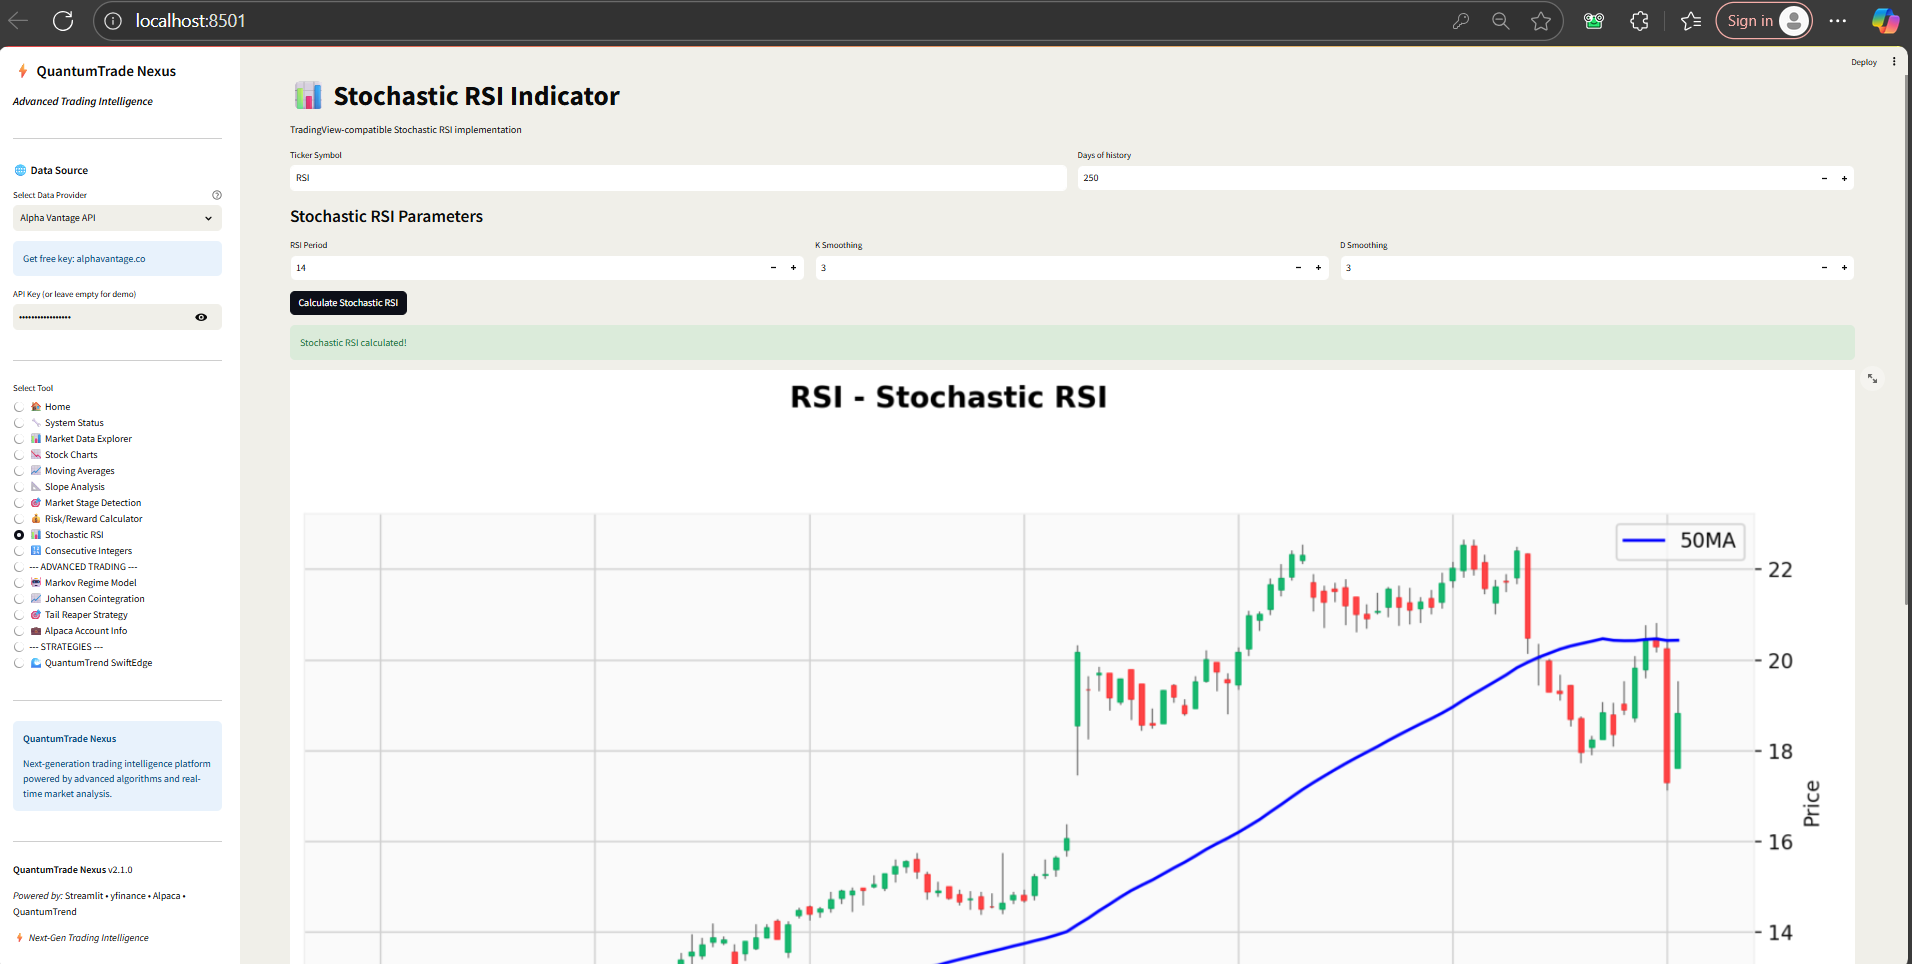 localhost:8501
Sign in
QuantumTrade Nexus
Advanced Trading Intelligence
Data Source
Select Data Provider
Alpha Vantage API
Get free key: alphavantage.co
API Key (or leave empty for demo)
••••••••••••••••
Select Tool
Home
System Status
Market Data Explorer
Stock Charts
Moving Averages
Slope Analysis
Market Stage Detection
Risk/Reward Calculator
Stochastic RSI
Consecutive Integers
--- ADVANCED TRADING ---
Markov Regime Model
Johansen Cointegration
Tail Reaper Strategy
Alpaca Account Info
--- STRATEGIES ---
QuantumTrend SwiftEdge
QuantumTrade Nexus
Next-generation trading intelligence platform
powered by advanced algorithms and real-
time market analysis.
QuantumTrade Nexus v2.1.0
Powered by: Streamlit • yfinance • Alpaca •
QuantumTrend
Next-Gen Trading Intelligence
Deploy
Stochastic RSI Indicator
TradingView-compatible Stochastic RSI implementation
Ticker Symbol
RSI
Days of history
250
Stochastic RSI Parameters
RSI Period
14
K Smoothing
3
D Smoothing
3
Calculate Stochastic RSI
Stochastic RSI calculated!
RSI - Stochastic RSI
50MA
22
20
18
16
14
Price